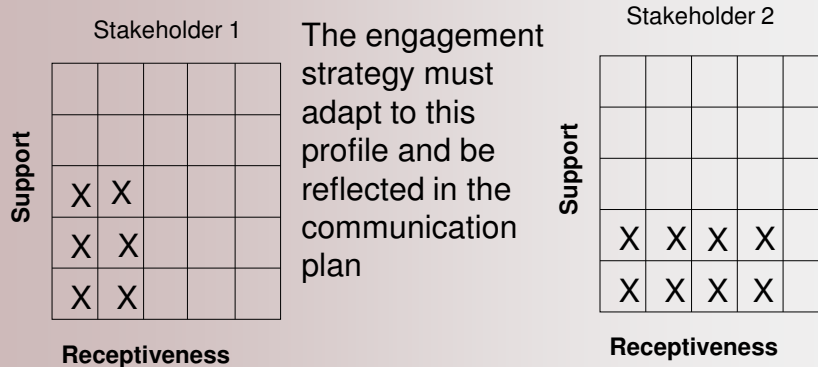 Stakeholder 1
Support
X X
X X
X X
Receptiveness
The engagement
strategy must
adapt to this
profile and be
reflected in the
communication
plan
Stakeholder 2
Support
X X X X
X X X X
Receptiveness